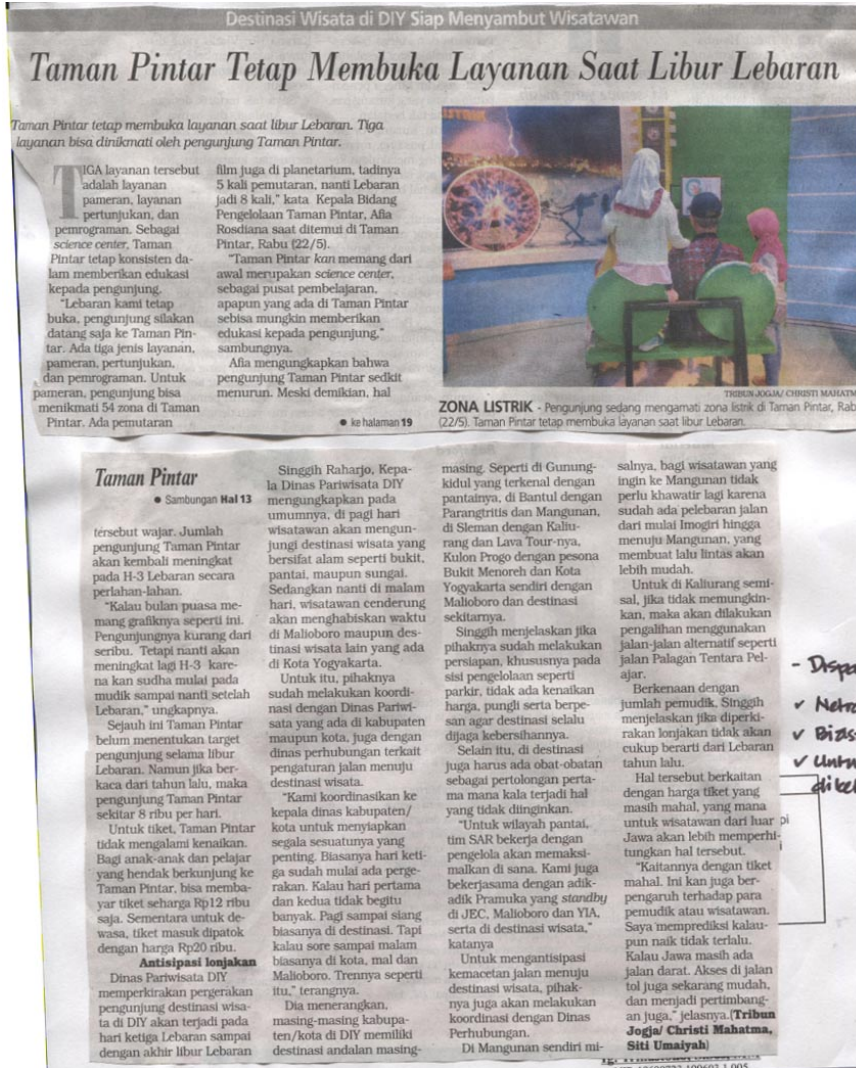 Destinasi Wisata di DIY Siap Menyambut Wisatawan
Taman Pintar Tetap Membuka Layanan Saat Libur Lebaran
Taman Pintar tetap membuka layanan saat libur Lebaran. Tiga
layanan bisa dinikmati oleh pengunjung Taman Pintar.
TIGA layanan tersebut
adalah layanan
pameran, layanan
pertunjukan, dan
pemrograman. Sebagai
science center, Taman
Pintar tetap konsisten da-
lam memberikan edukasi
kepada pengunjung.
"Lebaran kami tetap
buka, pengunjung silakan
datang saja ke Taman Pin-
tar. Ada tiga jenis layanan,
pameran, pertunjukan,
dan pemrograman. Untuk
pameran, pengunjung bisa
menikmati 54 zona di Taman
Pintar. Ada pemutaran
film juga di planetarium, tadinya
5 kali pemutaran, nanti Lebaran
jadi 8 kali," kata Kepala Bidang
Pengelolaan Taman Pintar, Afia
Rosdiana saat ditemui di Taman
Pintar, Rabu (22/5).
"Taman Pintar kan memang dari
awal merupakan science center,
sebagai pusat pembelajaran,
apapun yang ada di Taman Pintar
sebisa mungkin memberikan
edukasi kepada pengunjung,"
sambungnya.
Afia mengungkapkan bahwa
pengunjung Taman Pintar sedkit
menurun. Meski demikian, hal
● ke halaman 19
LISTRIK
TRIBUN JOGJA/ CHRISTI MAHATM
ZONA LISTRIK - Pengunjung sedang mengamati zona listrik di Taman Pintar, Rab
(22/5). Taman Pintar tetap membuka layanan saat libur Lebaran.
Taman Pintar
● Sambungan Hal 13
tersebut wajar. Jumlah
pengunjung Taman Pintar
akan kembali meningkat
pada H-3 Lebaran secara
perlahan-lahan.
"Kalau bulan puasa me-
mang grafiknya seperti ini.
Pengunjungnya kurang dari
seribu. Tetapi nanti akan
meningkat lagi H-3 kare-
na kan sudha mulai pada
mudik sampai nanti setelah
Lebaran," ungkapnya.
Sejauh ini Taman Pintar
belum menentukan target
pengunjung selama libur
Lebaran. Namun jika ber-
kaca dari tahun lalu, maka
pengunjung Taman Pintar
sekitar 8 ribu per hari.
Untuk tiket, Taman Pintar
tidak mengalami kenaikan.
Bagi anak-anak dan pelajar
yang hendak berkunjung ke
Taman Pintar, bisa memba-
yar tiket seharga Rp12 ribu
saja. Sementara untuk de-
wasa, tiket masuk dipatok
dengan harga Rp20 ribu.
Antisipasi lonjakan
Dinas Pariwisata DIY
memperkirakan pergerakan
pengunjung destinasi wisa-
ta di DIY akan terjadi pada
hari ketiga Lebaran sampai
dengan akhir libur Lebaran
Singgih Raharjo, Kepa-
la Dinas Pariwisata DIY
mengungkapkan pada
umumnya, di pagi hari
wisatawan akan mengun-
jungi destinasi wisata yang
bersifat alam seperti bukit,
pantai, maupun sungai.
Sedangkan nanti di malam
hari, wisatawan cenderung
akan menghabiskan waktu
di Malioboro maupun des-
tinasi wisata lain yang ada
di Kota Yogyakarta.
Untuk itu, pihaknya
sudah melakukan koordi-
nasi dengan Dinas Pariwi-
sata yang ada di kabupaten
maupun kota, juga dengan
dinas perhubungan terkait
pengaturan jalan menuju
destinasi wisata.
"Kami koordinasikan ke
kepala dinas kabupaten/
kota untuk menyiapkan
segala sesuatunya yang
penting. Biasanya hari keti-
ga sudah mulai ada perge-
rakan. Kalau hari pertama
dan kedua tidak begitu
banyak. Pagi sampai siang
biasanya di destinasi. Tapi
kalau sore sampai malam
biasanya di kota, mal dan
Malioboro. Trennya seperti
itu," terangnya.
Dia menerangkan,
masing-masing kabupa-
ten/kota di DIY memiliki
destinasi andalan masing-
masing. Seperti di Gunung-
kidul yang terkenal dengan
pantainya, di Bantul dengan
Parangtritis dan Mangunan,
di Sleman dengan Kaliu-
rang dan Lava Tour-nya,
Kulon Progo dengan pesona
Bukit Menoreh dan Kota
Yogyakarta sendiri dengan
Malioboro dan destinasi
sekitarnya.
Singgih menjelaskan jika
pihaknya sudah melakukan
persiapan, khususnya pada
sisi pengelolaan seperti
parkir, tidak ada kenaikan
harga, pungli serta berpe-
san agar destinasi selalu
dijaga kebersihannya.
Selain itu, di destinasi
juga harus ada obat-obatan
sebagai pertolongan perta-
ma mana kala terjadi hal
yang tidak diinginkan.
"Untuk wilayah pantai,
tim SAR bekerja dengan
pengelola akan memaksi-
malkan di sana. Kami juga
bekerjasama dengan adik-
adik Pramuka yang standby
di JEC, Malioboro dan YIA,
serta di destinasi wisata,"
katanya
Untuk mengantisipasi
kemacetan jalan menuju
destinasi wisata, pihak-
nya juga akan melakukan
koordinasi dengan Dinas
Perhubungan.
Di Mangunan sendiri mi-
salnya, bagi wisatawan yang
ingin ke Mangunan tidak
perlu khawatir lagi karena
sudah ada pelebaran jalan
dari mulai Imogiri hingga
menuju Mangunan, yang
membuat lalu lintas akan
lebih mudah.
Untuk di Kaliurang semi-
sal, jika tidak memungkin-
kan, maka akan dilakukan
pengalihan menggunakan
jalan-jalan alternatif seperti
jalan Palagan Tentara Pel-
ajar.
Berkenaan dengan
jumlah pemudik, Singgih
menjelaskan jika diperki-
rakan lonjakan tidak akan
cukup berarti dari Lebaran
tahun lalu.
Hal tersebut berkaitan
dengan harga tiket yang
masih mahal, yang mana
untuk wisatawan dari luar
Jawa akan lebih memperhi-
tungkan hal tersebut.
"Kaitannya dengan tiket
mahal. Ini kan juga ber-
pengaruh terhadap para
pemudik atau wisatawan.
Saya memprediksi kalau-
pun naik tidak terlalu.
Kalau Jawa masih ada
jalan darat. Akses di jalan
tol juga sekarang mudah,
dan menjadi pertimbang-
an juga," jelasnya.(Tribun
Jogja/ Christi Mahatma,
Siti Umaiyah)
- Dispa
✓ Netra
✓ Bizis
✓ Untu